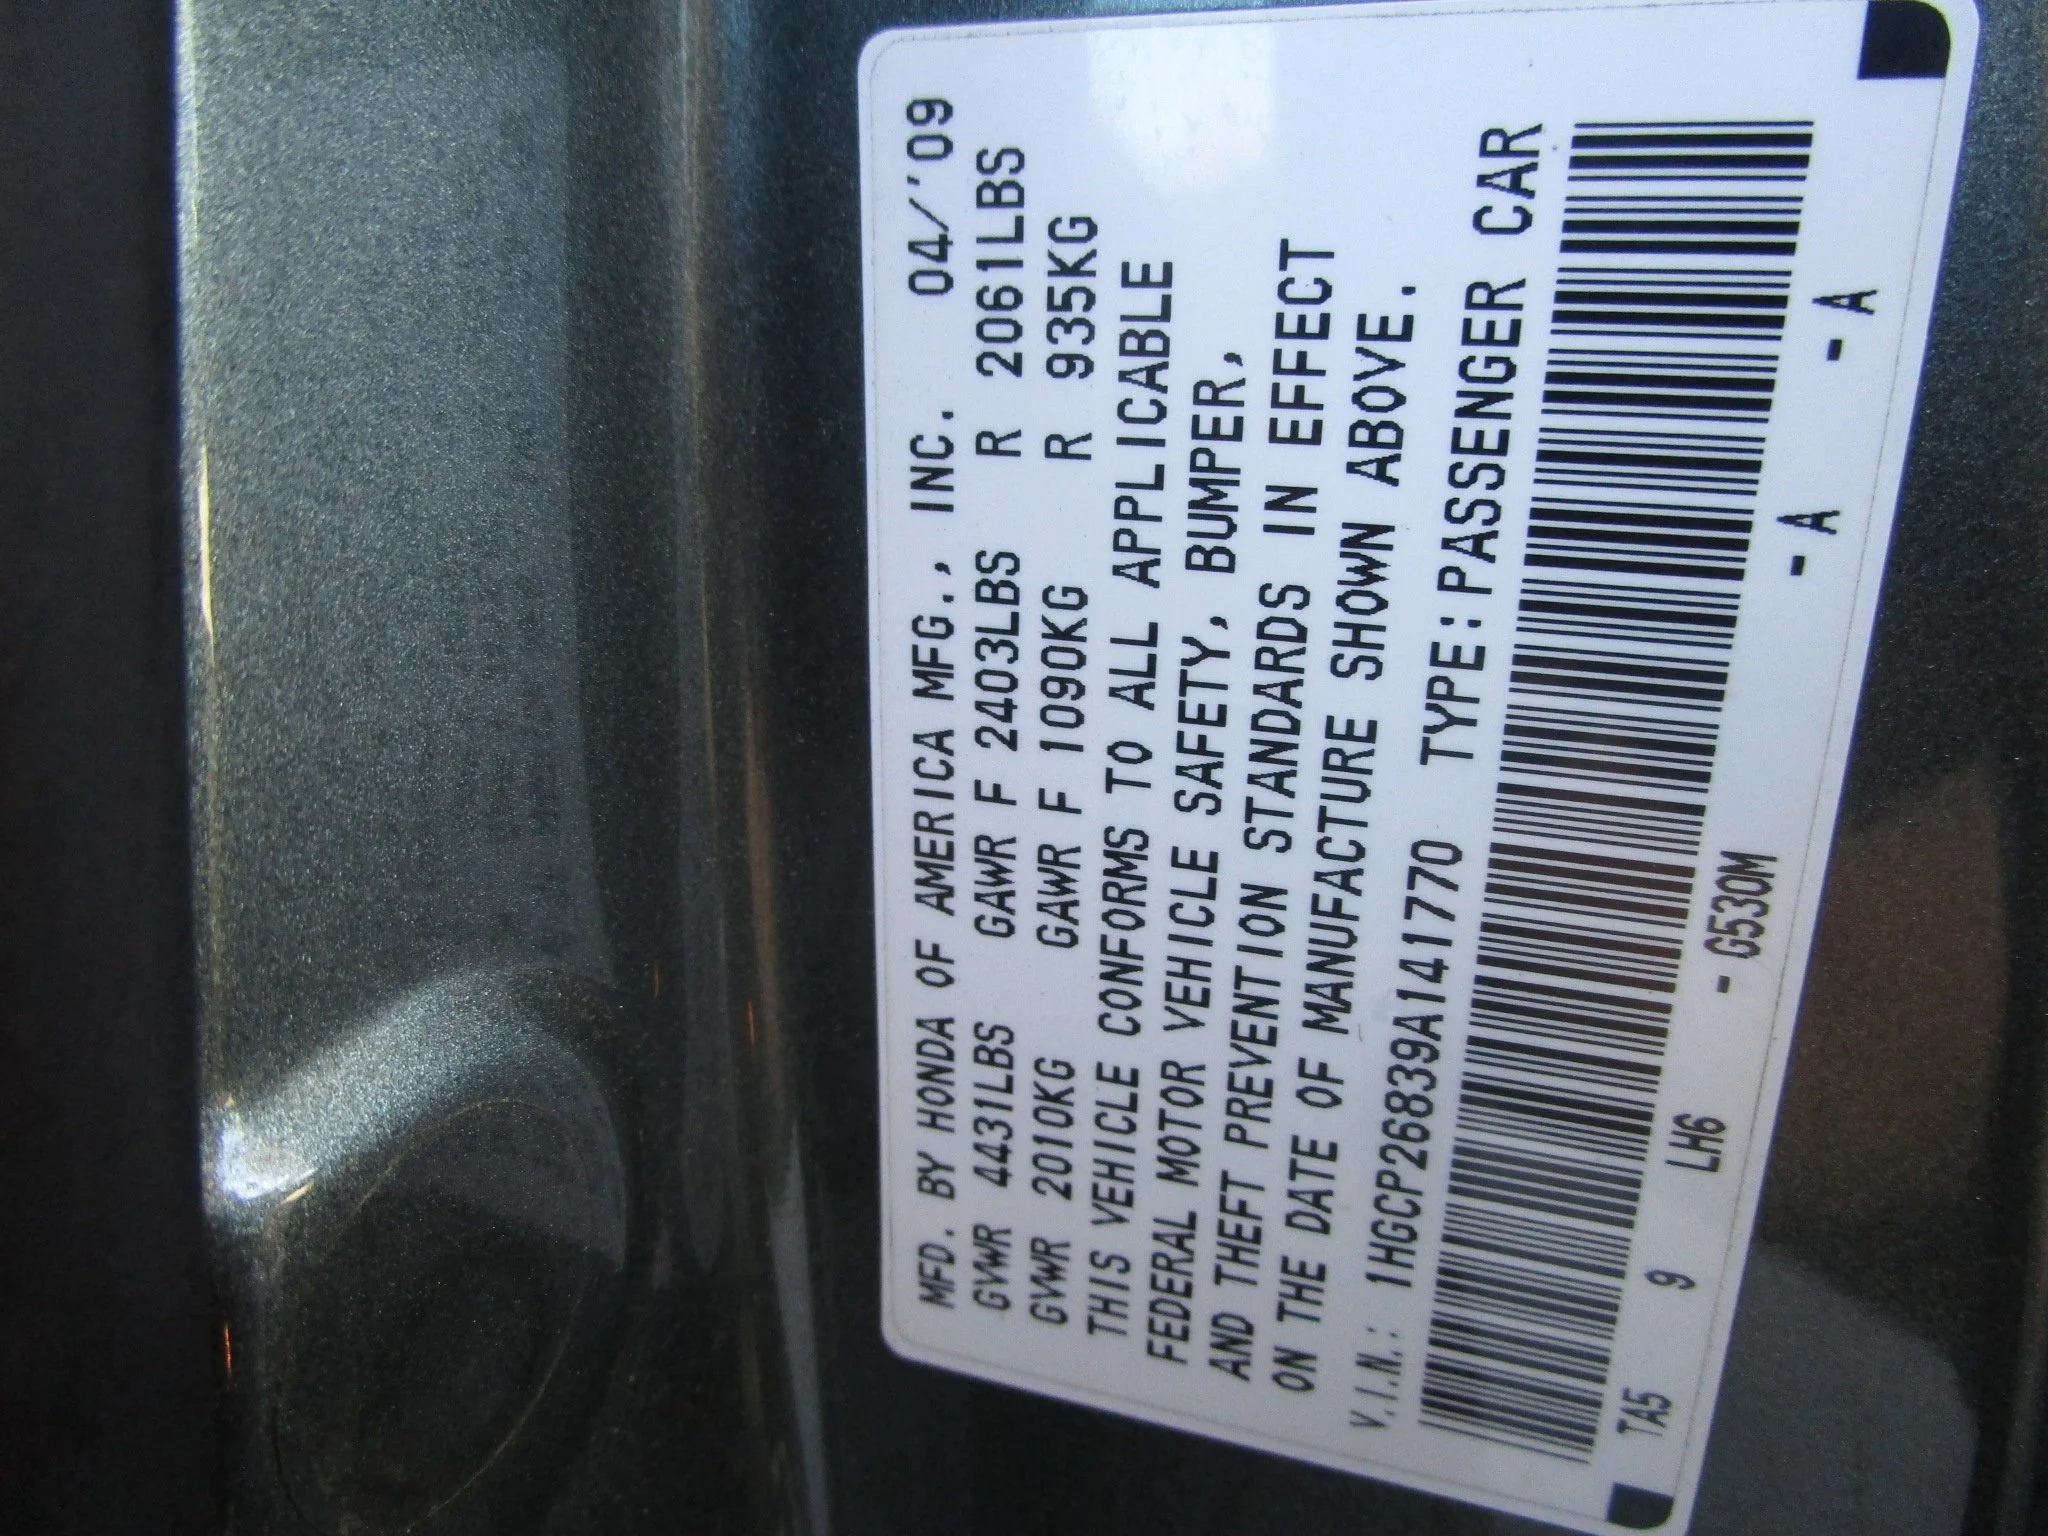 MFD. BY HONDA OF AMERICA MFG., INC. 04/'09
GVWR 4431LBS GAWR F 2403LBS R 2061LBS
GVWR 2010KG GAWR F 1090KG R 935KG
THIS VEHICLE CONFORMS TO ALL APPLICABLE
FEDERAL MOTOR VEHICLE SAFETY, BUMPER,
AND THEFT PREVENTION STANDARDS IN EFFECT
ON THE DATE OF MANUFACTURE SHOWN ABOVE.
V.I.N.: 1HGCP26839A141770 TYPE:PASSENGER CAR
TA5 9 LH6 - G530M - A - A